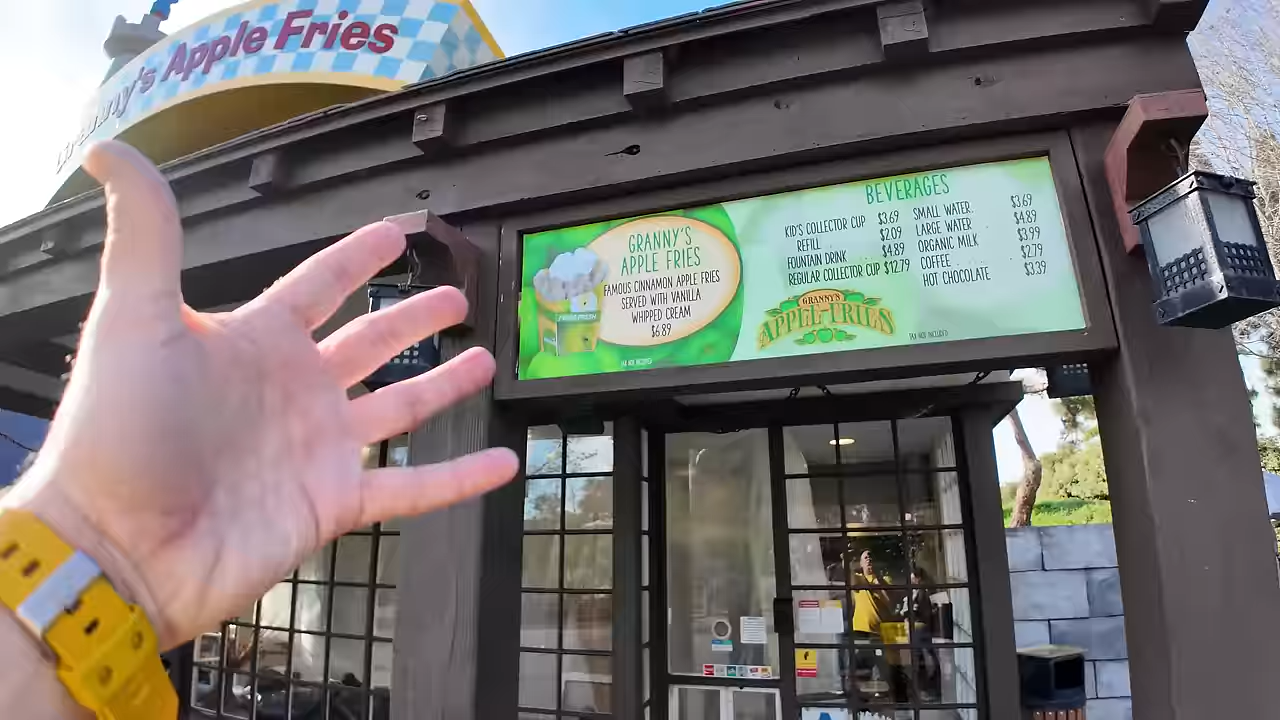 Granny's Apple Fries
BEVERAGES
GRANNY'S
APPLE FRIES
FAMOUS CINNAMON APPLE FRIES
SERVED WITH VANILLA
WHIPPED CREAM
$6.89
TAX NOT INCLUDED
KID'S COLLECTOR CUP $3.69
REFILL $2.09
FOUNTAIN DRINK $4.89
REGULAR COLLECTOR CUP $12.79
SMALL WATER $3.69
LARGE WATER $4.89
ORGANIC MILK $3.99
COFFEE $2.79
HOT CHOCOLATE $3.39
GRANNY'S
APPLE-FRIES
TAX NOT INCLUDED